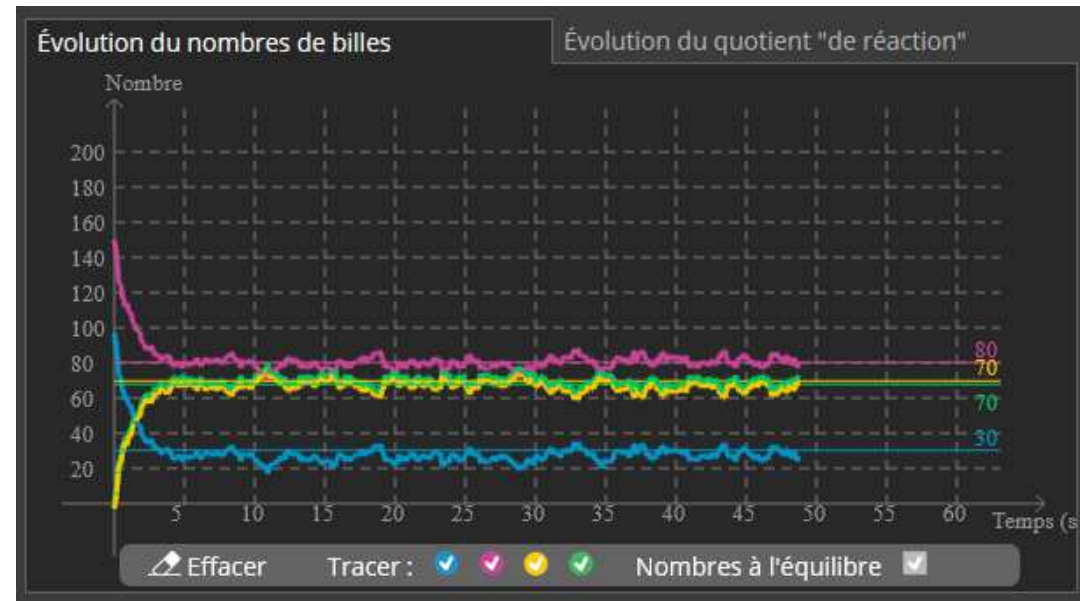 Évolution du nombres de billes
Évolution du quotient "de réaction"
Nombre
200
180
160
140
120
100
80
60
40
20
80
70
70
30
5 10 15 20 25 30 35 40 45 50 55 60
Temps (s
Effacer Tracer : Nombres à l'équilibre